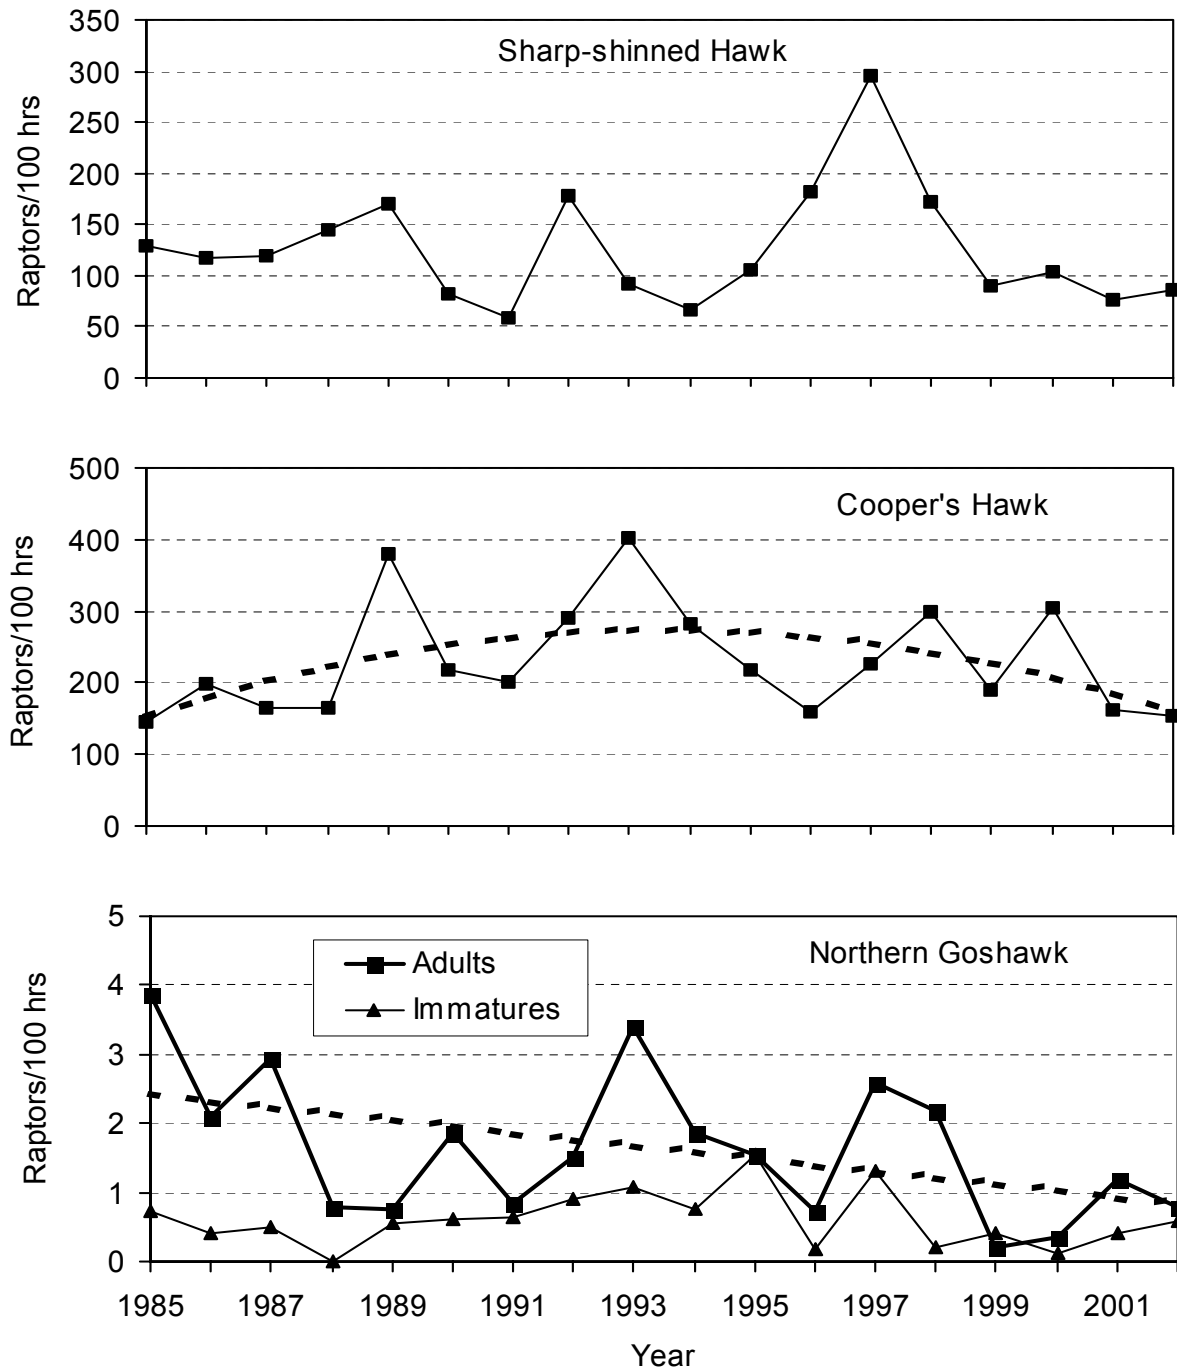 Sharp-shinned Hawk
Raptors/100 hrs
350
300
250
200
150
100
50
0
Cooper's Hawk
Raptors/100 hrs
500
400
300
200
100
0
Northern Goshawk
Adults
Immatures
Raptors/100 hrs
5
4
3
2
1
0
1985 1987 1989 1991 1993 1995 1997 1999 2001
Year